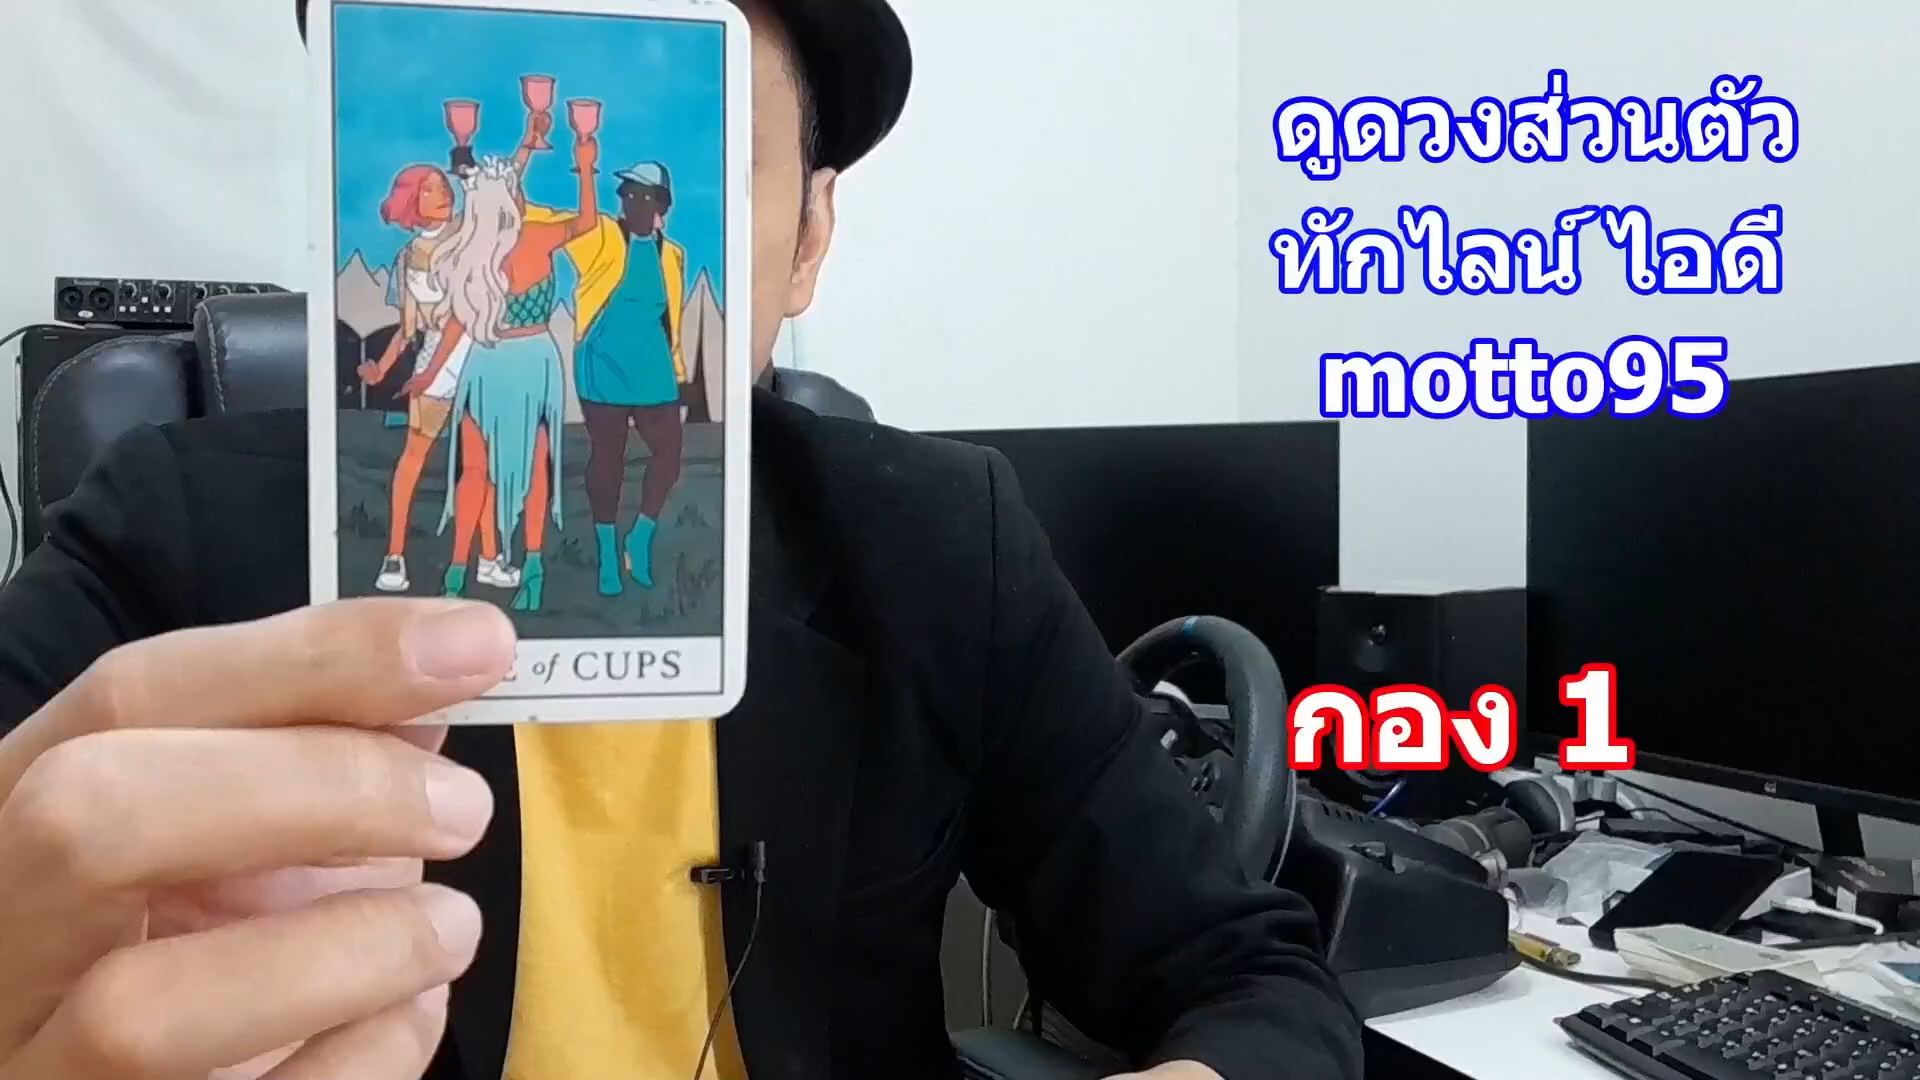 ดูดวงส่วนตัว
ทักไลน์ ไอดี
motto95
of CUPS
กอง 1